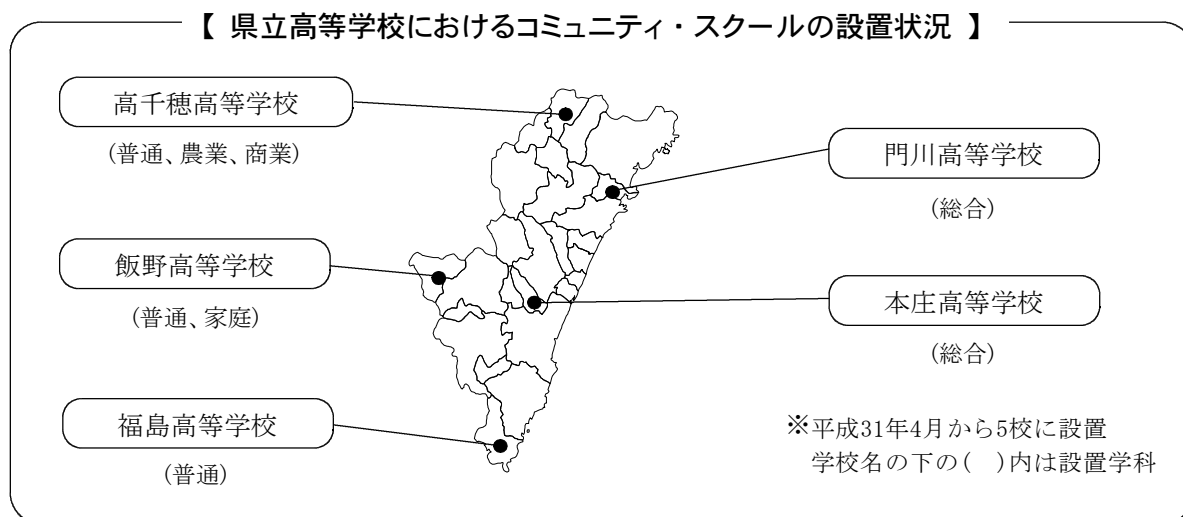 【 県立高等学校におけるコミュニティ・スクールの設置状況 】
高千穂高等学校
(普通、農業、商業)
門川高等学校
(総合)
飯野高等学校
(普通、家庭)
本庄高等学校
(総合)
福島高等学校
(普通)
※平成31年4月から5校に設置
学校名の下の( )内は設置学科